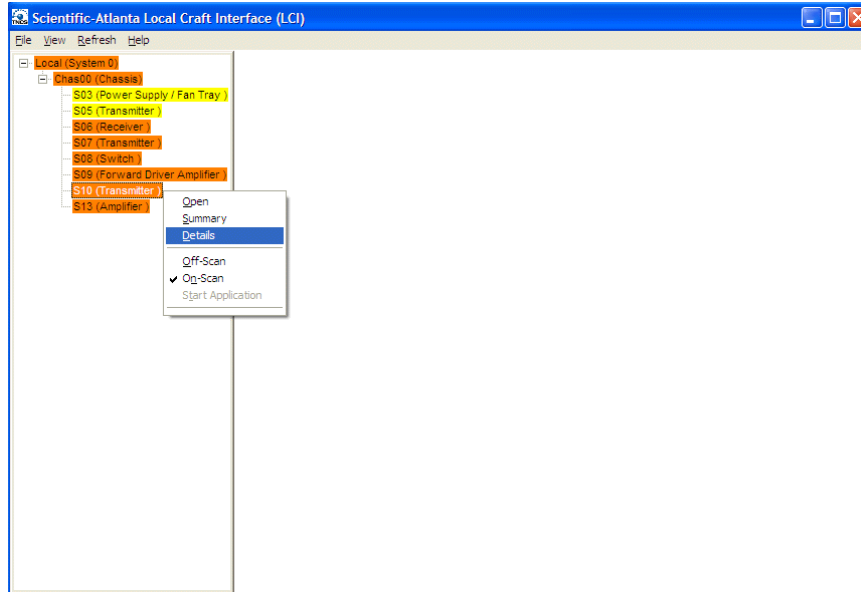 Scientific-Atlanta Local Craft Interface (LCI)
File View Refresh Help
Local (System 0)
Chas00 (Chassis)
S03 (Power Supply / Fan Tray )
S05 (Transmitter )
S06 (Receiver )
S07 (Transmitter )
S08 (Switch )
S09 (Forward Driver Amplifier )
S10 (Transmitter )
S13 (Amplifier )
Open
Summary
Details
Off-Scan
On-Scan
Start Application